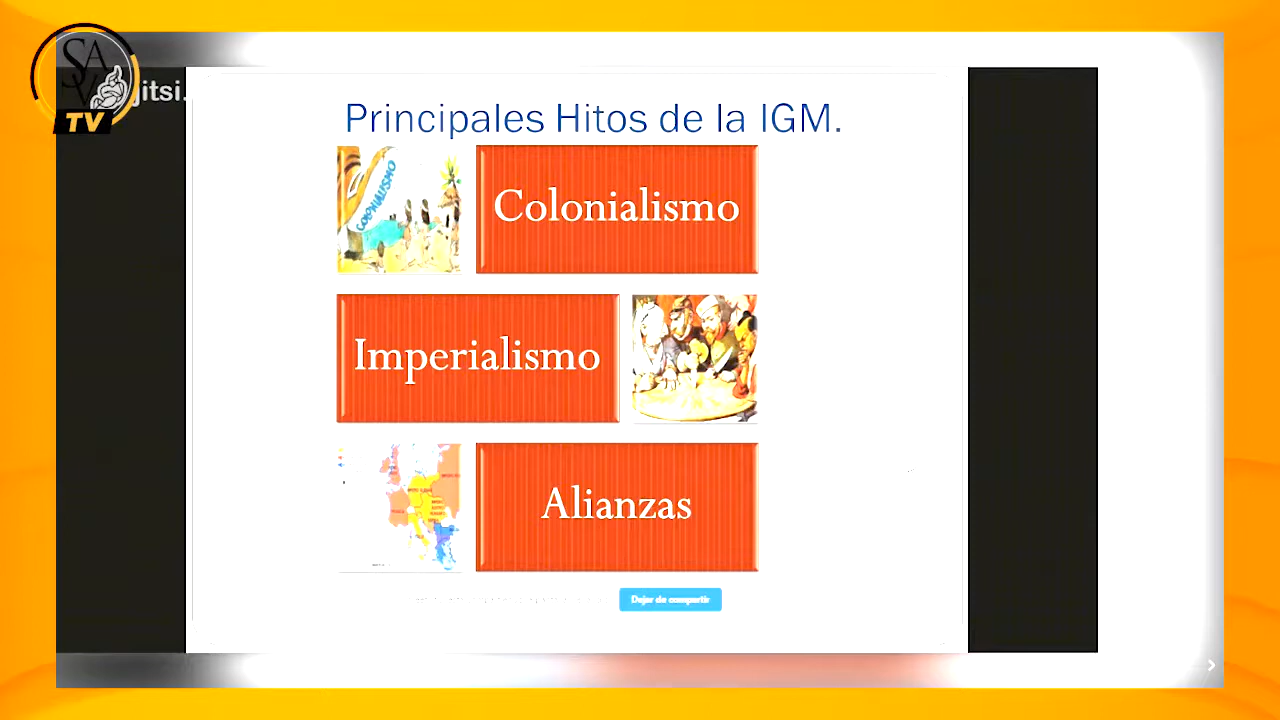 SA
V
TV
jitsi.
Principales Hitos de la IGM.
COLONIALISMO
Colonialismo
Imperialismo
Alianzas
Dejar de compartir